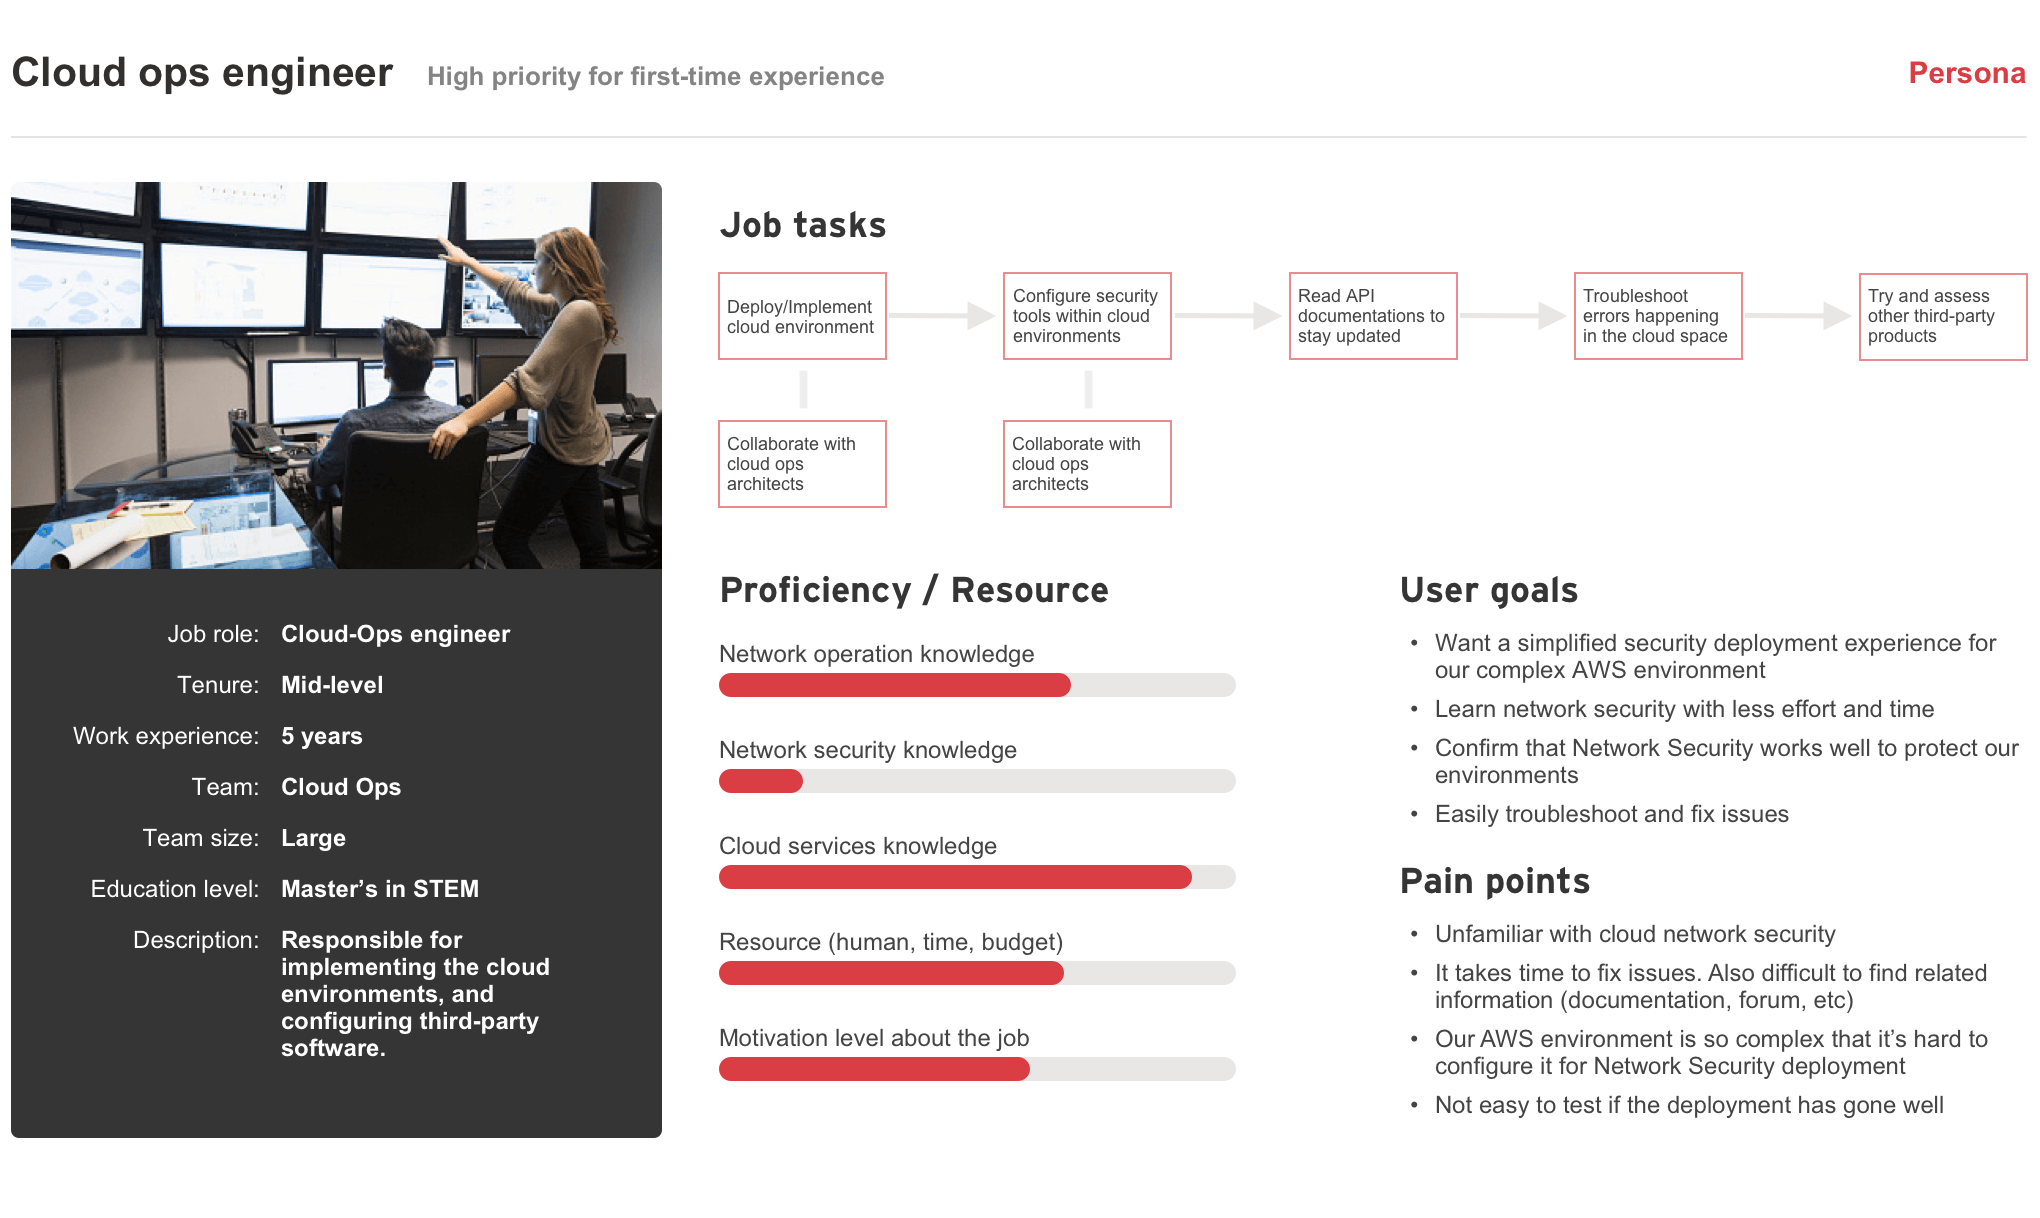 Cloud ops engineer High priority for first-time experience Persona
Job role: Cloud-Ops engineer
Tenure: Mid-level
Work experience: 5 years
Team: Cloud Ops
Team size: Large
Education level: Master’s in STEM
Description: Responsible for
implementing the cloud
environments, and
configuring third-party
software.
Job tasks
Deploy/Implement
cloud environment
Configure security
tools within cloud
environments
Read API
documentations to
stay updated
Troubleshoot
errors happening
in the cloud space
Try and assess
other third-party
products
Collaborate with
cloud ops
architects
Collaborate with
cloud ops
architects
Proficiency / Resource
Network operation knowledge
Network security knowledge
Cloud services knowledge
Resource (human, time, budget)
Motivation level about the job
User goals
• Want a simplified security deployment experience for
our complex AWS environment
• Learn network security with less effort and time
• Confirm that Network Security works well to protect our
environments
• Easily troubleshoot and fix issues
Pain points
• Unfamiliar with cloud network security
• It takes time to fix issues. Also difficult to find related
information (documentation, forum, etc)
• Our AWS environment is so complex that it’s hard to
configure it for Network Security deployment
• Not easy to test if the deployment has gone well